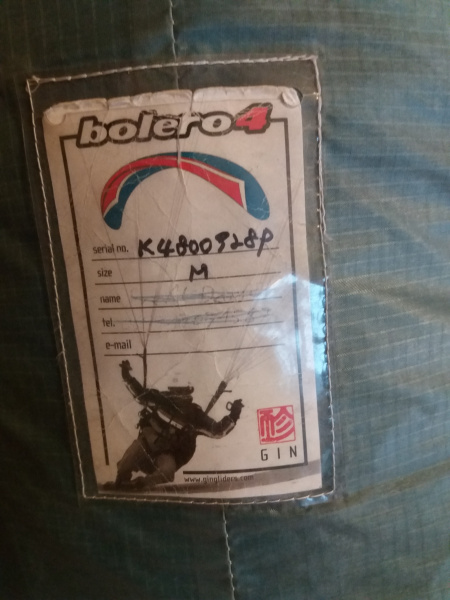 bolero4
serial no. K4800928P
size M
name
tel.
e-mail
GIN
www.gingliders.com